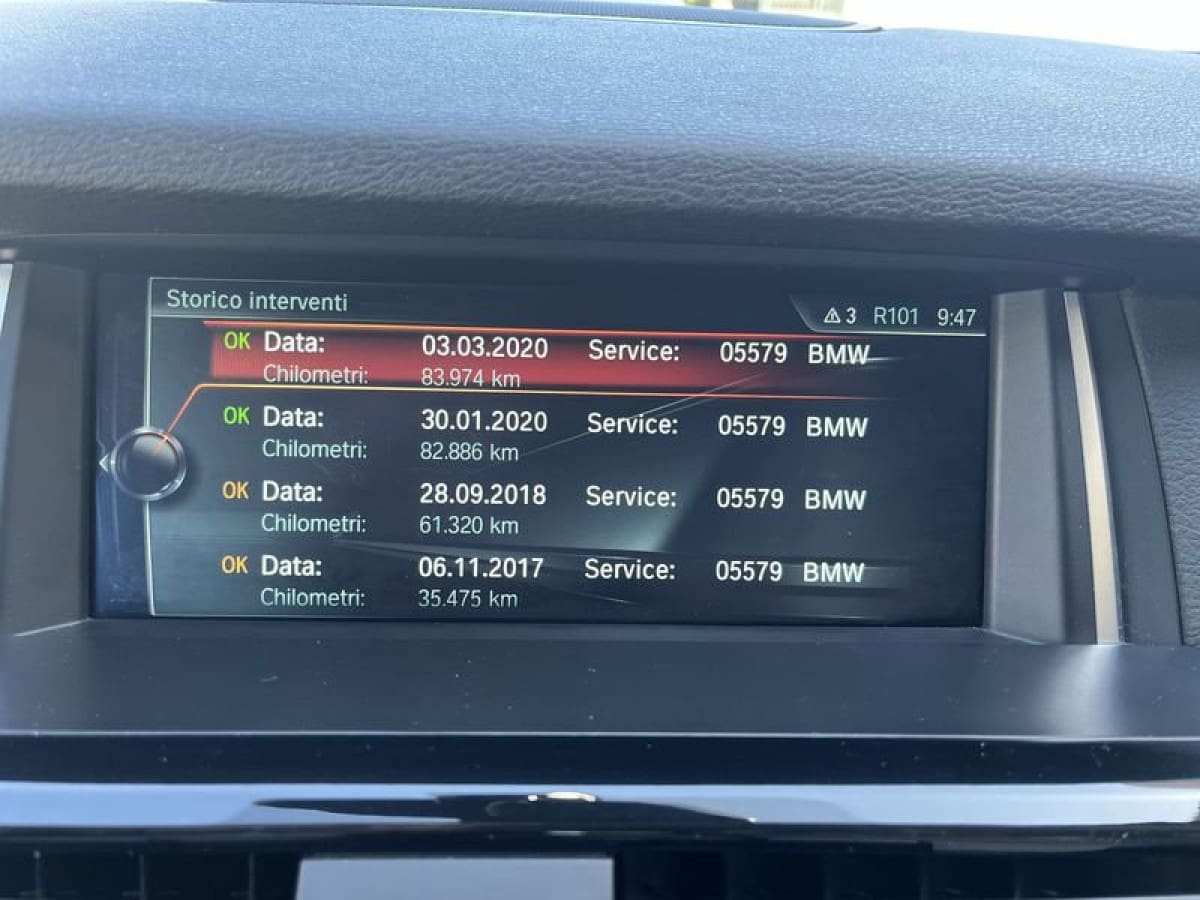 Storico interventi
⚠ 3 R101 9:47
OK Data: 03.03.2020 Service: 05579 BMW
Chilometri: 83.974 km
OK Data: 30.01.2020 Service: 05579 BMW
Chilometri: 82.886 km
OK Data: 28.09.2018 Service: 05579 BMW
Chilometri: 61.320 km
OK Data: 06.11.2017 Service: 05579 BMW
Chilometri: 35.475 km